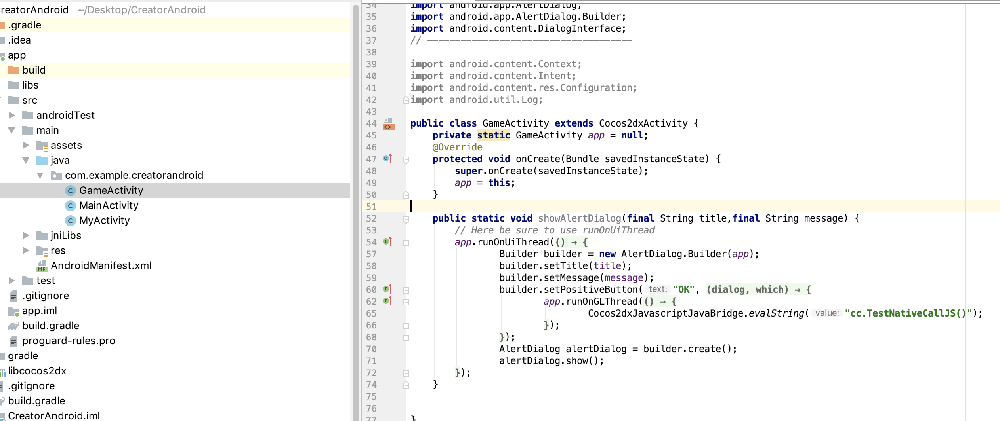 CreatorAndroid ~/Desktop/CreatorAndroid
.gradle
.idea
app
build
libs
src
androidTest
main
assets
java
com.example.creatorandroid
C GameActivity
C MainActivity
C MyActivity
jniLibs
res
MF AndroidManifest.xml
test
.gitignore
app.iml
build.gradle
proguard-rules.pro
gradle
libcocos2dx
.gitignore
build.gradle
CreatorAndroid.iml
34 import android.app.AlertDialog;
35 import android.app.AlertDialog.Builder;
36 import android.content.DialogInterface;
37 // -------------------------------------
38
39 import android.content.Context;
40 import android.content.Intent;
41 import android.content.res.Configuration;
42 import android.util.Log;
43
44 public class GameActivity extends Cocos2dxActivity {
45 private static GameActivity app = null;
46 @Override
47 protected void onCreate(Bundle savedInstanceState) {
48 super.onCreate(savedInstanceState);
49 app = this;
50 }
51
52 public static void showAlertDialog(final String title,final String message) {
53 // Here be sure to use runOnUiThread
54 app.runOnUiThread(() → {
57 Builder builder = new AlertDialog.Builder(app);
58 builder.setTitle(title);
59 builder.setMessage(message);
60 builder.setPositiveButton( text: "OK", (dialog, which) → {
62 app.runOnGLThread(() → {
65 Cocos2dxJavascriptJavaBridge.evalString( value: "cc.TestNativeCallJS()");
66 });
68 });
70 AlertDialog alertDialog = builder.create();
71 alertDialog.show();
72 });
74 }
75
76
77 }